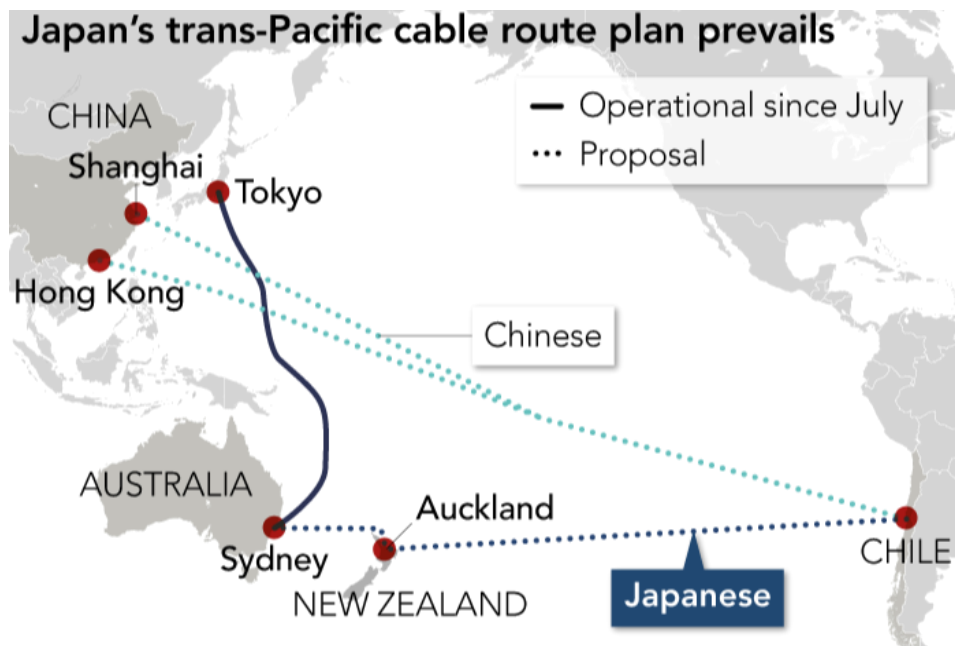 Japan's trans-Pacific cable route plan prevails
Operational since July
Proposal
CHINA
Shanghai
Tokyo
Hong Kong
Chinese
AUSTRALIA
Auckland
Sydney
CHILE
NEW ZEALAND
Japanese